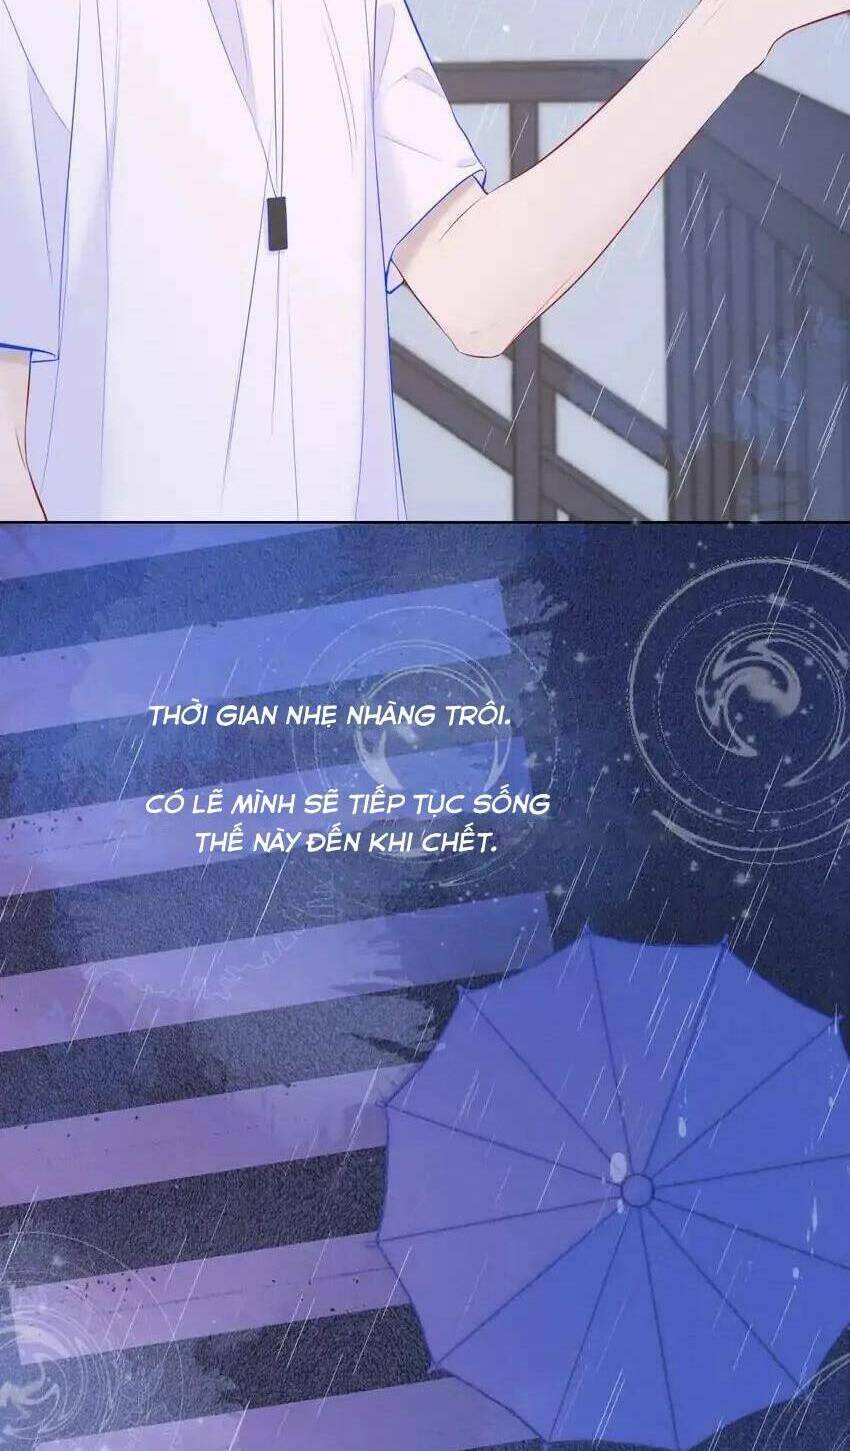 THỜI GIAN NHẸ NHÀNG TRÔI.
CÓ LẼ MÌNH SẼ TIẾP TỤC SỐNG
THẾ NÀY ĐẾN KHI CHẾT.